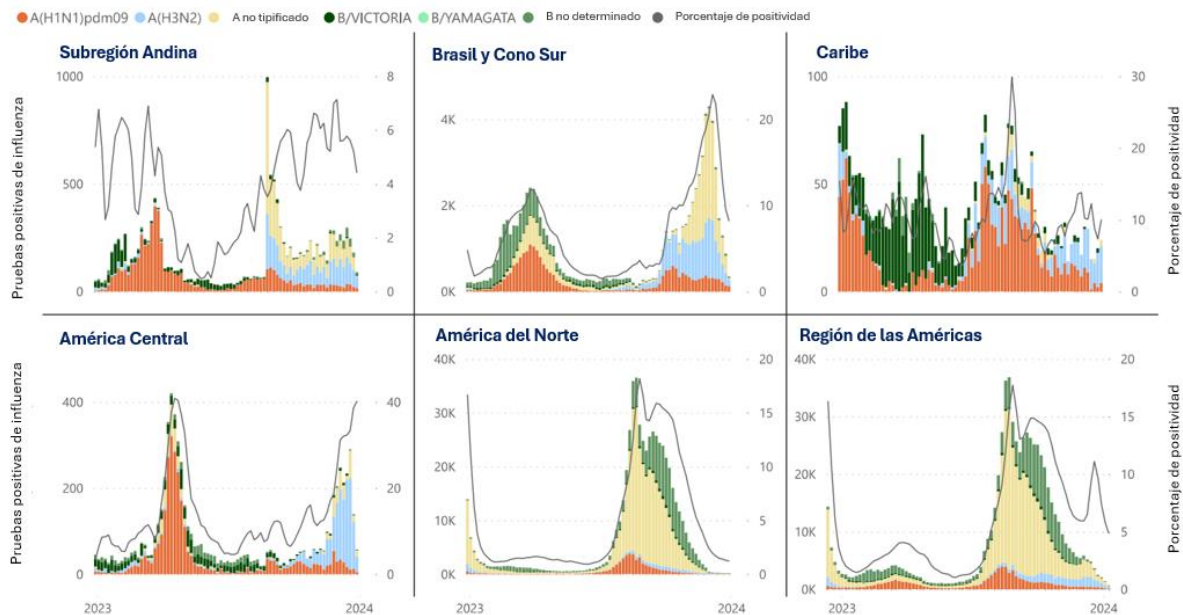 A(H1N1)pdm09 A(H3N2) A no tipificado B/VICTORIA B/YAMAGATA B no determinado Porcentaje de positividad
Subregión Andina
Brasil y Cono Sur
Caribe
Pruebas positivas de influenza
1000
500
0
8
6
4
2
0
4K
2K
0K
20
10
0
100
50
0
30
20
10
0
Porcentaje de positividad
América Central
América del Norte
Región de las Américas
Pruebas positivas de influenza
400
200
0
40
20
0
40K
30K
20K
10K
0K
20
15
10
5
0
40K
30K
20K
10K
0K
20
15
10
5
0
Porcentaje de positividad
2023 2024
2023 2024
2023 2024